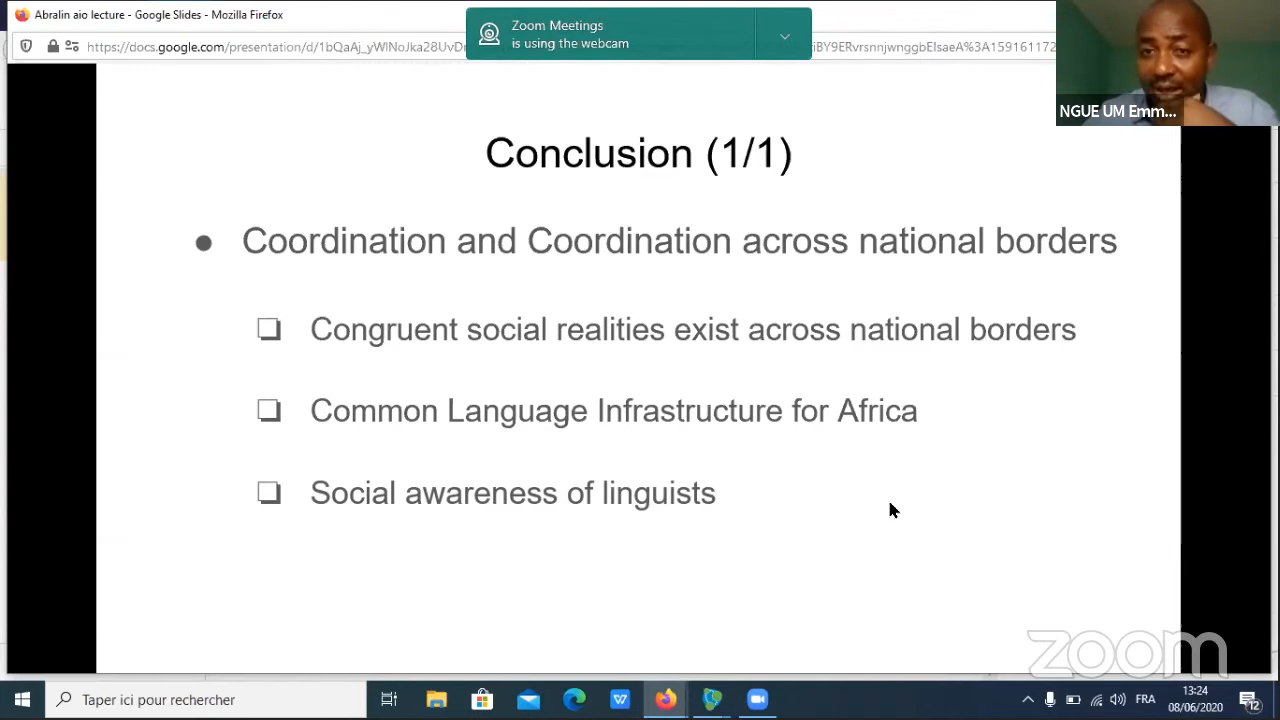 Abralin aio lecture - Google Slides - Mozilla Firefox
Zoom Meetings
is using the webcam
NGUE UM Emm...
Conclusion (1/1)
● Coordination and Coordination across national borders
❏ Congruent social realities exist across national borders
❏ Common Language Infrastructure for Africa
❏ Social awareness of linguists
zoom
Taper ici pour rechercher
FRA
13:24
08/06/2020
12